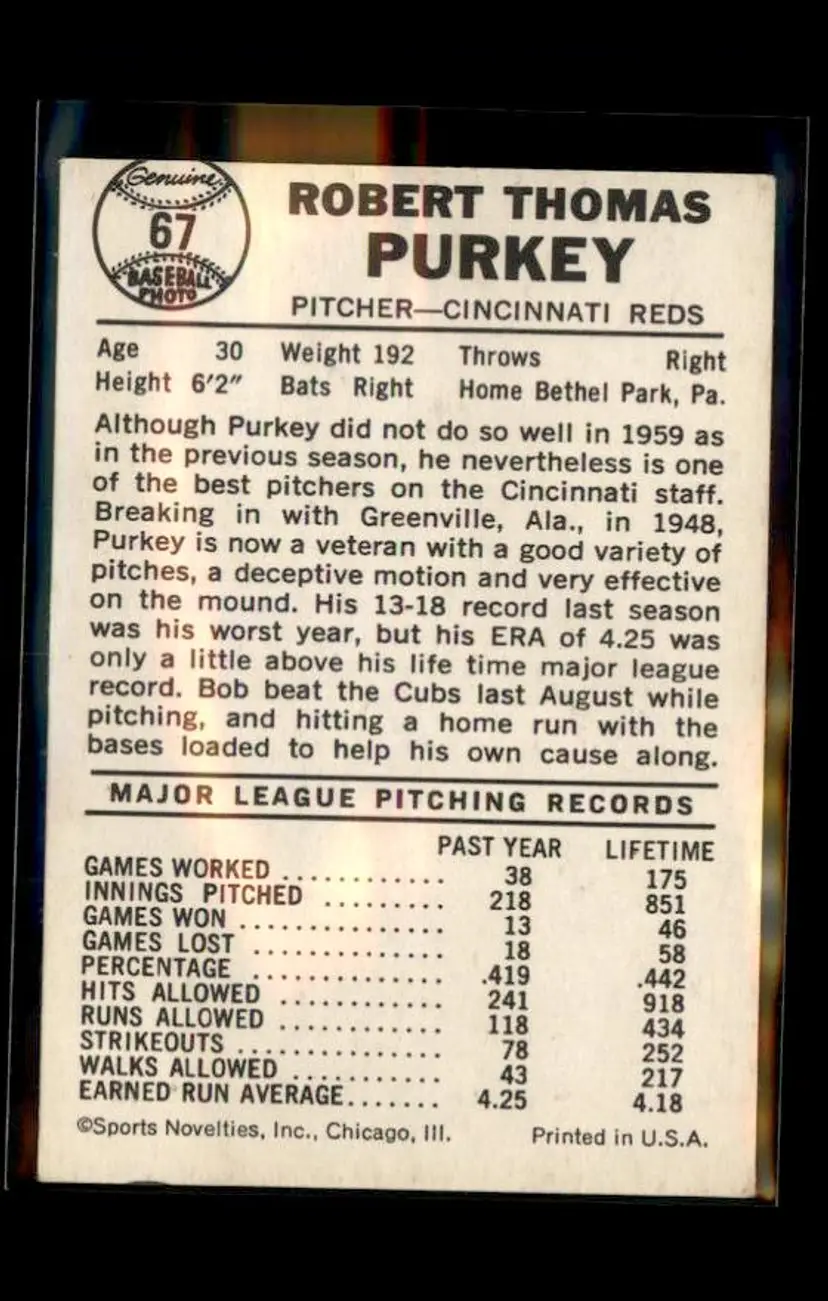 Genuine
67
BASEBALL
PHOTO
ROBERT THOMAS
PURKEY
PITCHER—CINCINNATI REDS
Age 30 Weight 192 Throws Right
Height 6'2" Bats Right Home Bethel Park, Pa.
Although Purkey did not do so well in 1959 as
in the previous season, he nevertheless is one
of the best pitchers on the Cincinnati staff.
Breaking in with Greenville, Ala., in 1948,
Purkey is now a veteran with a good variety of
pitches, a deceptive motion and very effective
on the mound. His 13-18 record last season
was his worst year, but his ERA of 4.25 was
only a little above his life time major league
record. Bob beat the Cubs last August while
pitching, and hitting a home run with the
bases loaded to help his own cause along.
MAJOR LEAGUE PITCHING RECORDS
PAST YEAR LIFETIME
GAMES WORKED ............ 38 175
INNINGS PITCHED ......... 218 851
GAMES WON ............... 13 46
GAMES LOST .............. 18 58
PERCENTAGE .............. .419 .442
HITS ALLOWED ............ 241 918
RUNS ALLOWED ............ 118 434
STRIKEOUTS ............... 78 252
WALKS ALLOWED ........... 43 217
EARNED RUN AVERAGE....... 4.25 4.18
©Sports Novelties, Inc., Chicago, Ill. Printed in U.S.A.